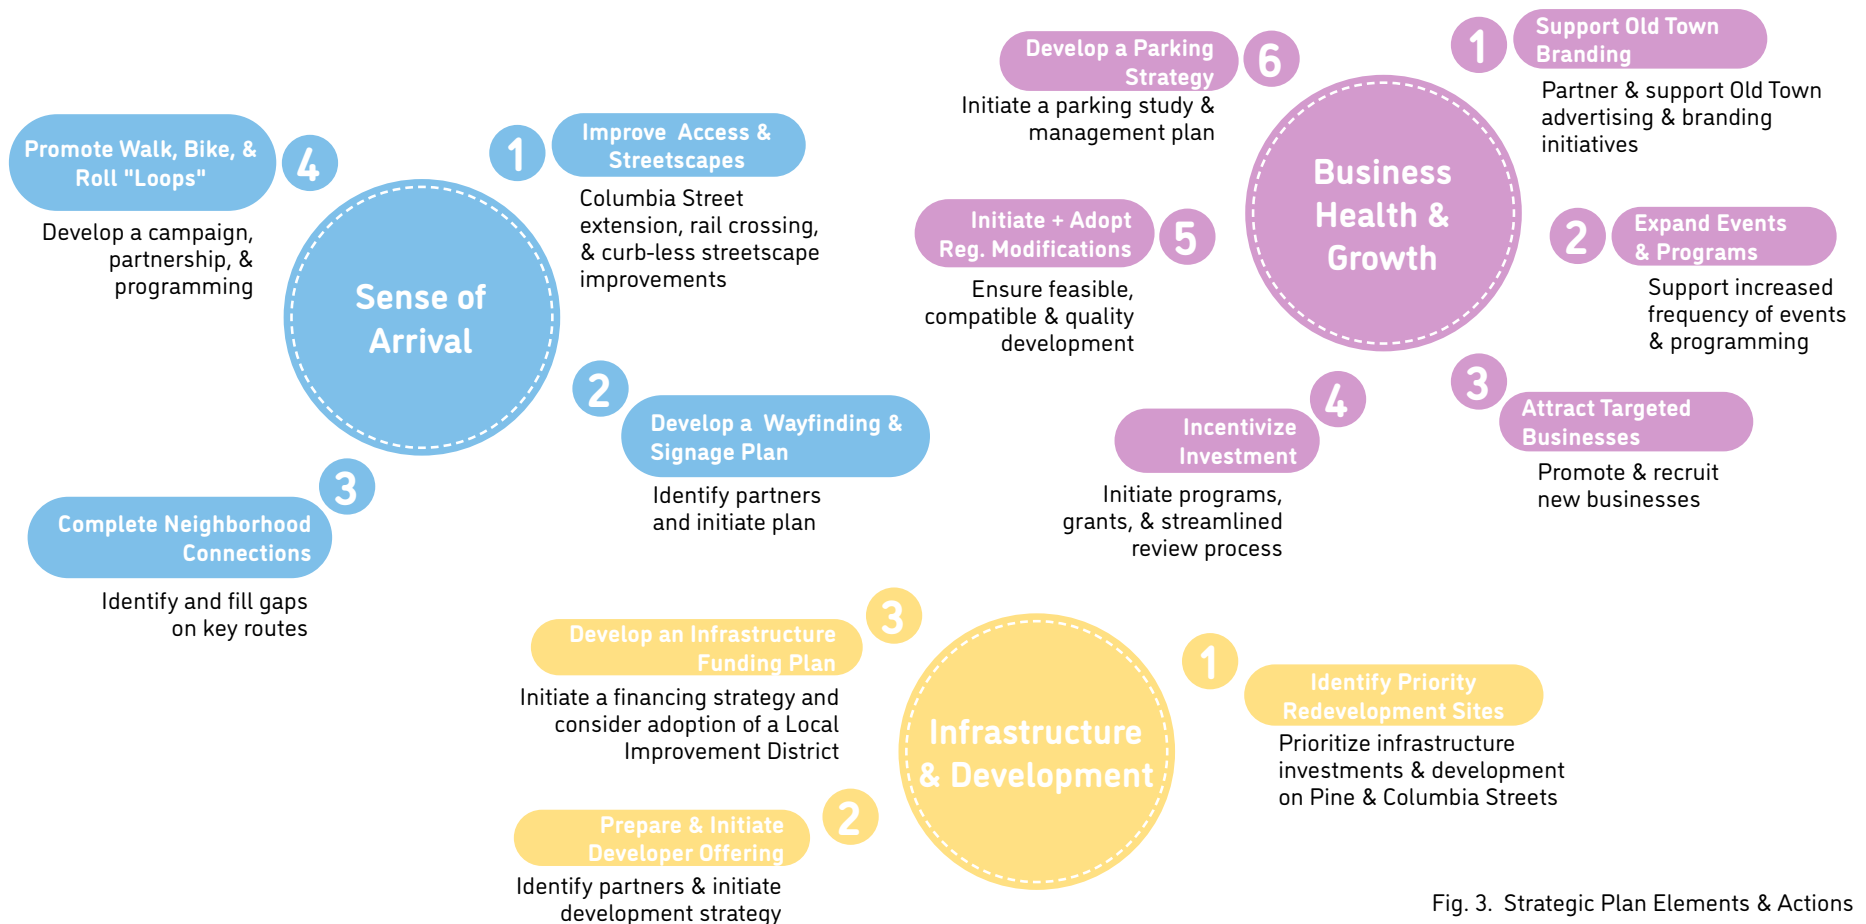 Sense of
Arrival
1
Improve Access &
Streetscapes
Columbia Street
extension, rail crossing,
& curb-less streetscape
improvements
2
Develop a Wayfinding &
Signage Plan
Identify partners
and initiate plan
3
Complete Neighborhood
Connections
Identify and fill gaps
on key routes
4
Promote Walk, Bike, &
Roll "Loops"
Develop a campaign,
partnership, &
programming
Business
Health &
Growth
1
Support Old Town
Branding
Partner & support Old Town
advertising & branding
initiatives
2
Expand Events
& Programs
Support increased
frequency of events
& programming
3
Attract Targeted
Businesses
Promote & recruit
new businesses
4
Incentivize
Investment
Initiate programs,
grants, & streamlined
review process
5
Initiate + Adopt
Reg. Modifications
Ensure feasible,
compatible & quality
development
6
Develop a Parking
Strategy
Initiate a parking study &
management plan
Infrastructure
& Development
1
Identify Priority
Redevelopment Sites
Prioritize infrastructure
investments & development
on Pine & Columbia Streets
2
Prepare & Initiate
Developer Offering
Identify partners & initiate
development strategy
3
Develop an Infrastructure
Funding Plan
Initiate a financing strategy and
consider adoption of a Local
Improvement District
Fig. 3. Strategic Plan Elements & Actions